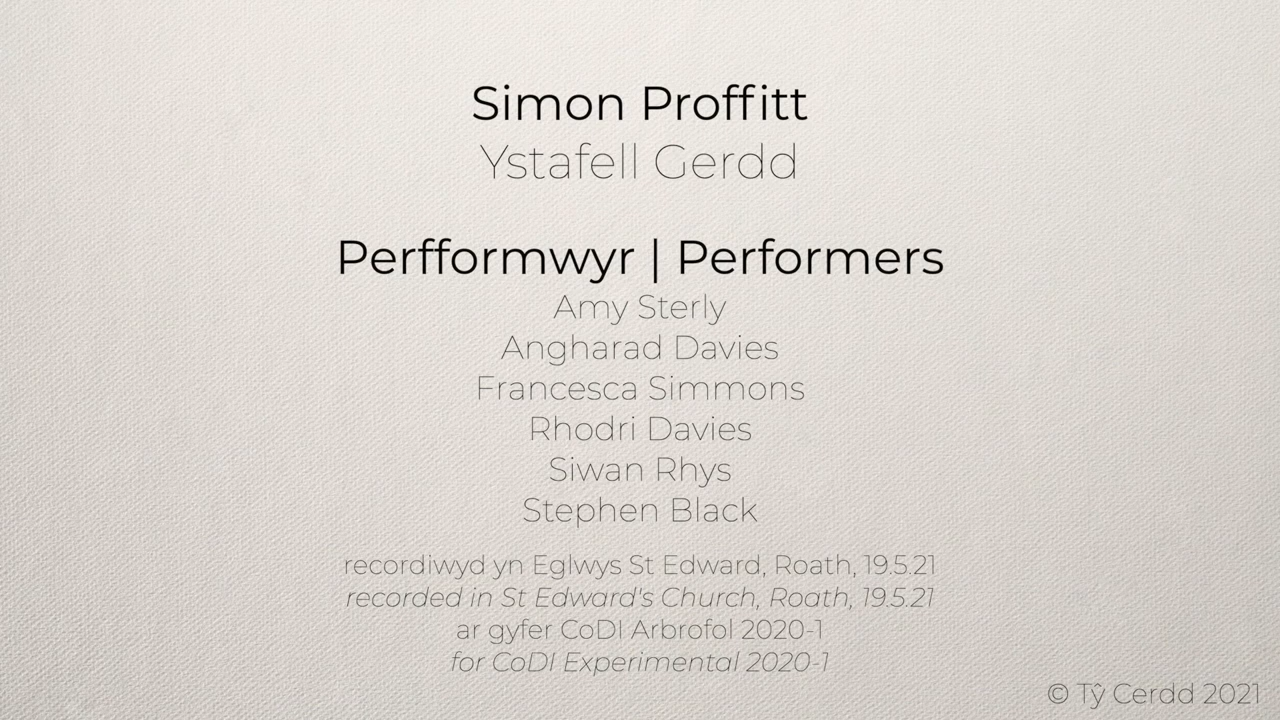 Simon Proffitt
Ystafell Gerdd
Perfformwyr | Performers
Amy Sterly
Angharad Davies
Francesca Simmons
Rhodri Davies
Siwan Rhys
Stephen Black
recordiwyd yn Eglwys St Edward, Roath, 19.5.21
recorded in St Edward's Church, Roath, 19.5.21
ar gyfer CoDI Arbrofol 2020-1
for CoDI Experimental 2020-1
© Tŷ Cerdd 2021